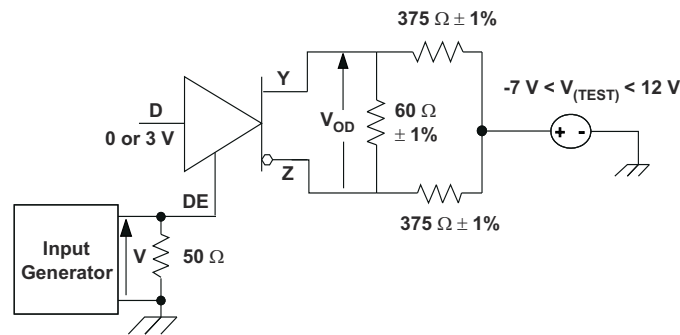 375 Ω ± 1%
Y
-7 V < V(TEST) < 12 V
D
0 or 3 V
VOD
60 Ω
± 1%
+ -
Z
DE
375 Ω ± 1%
Input
Generator
V
50 Ω